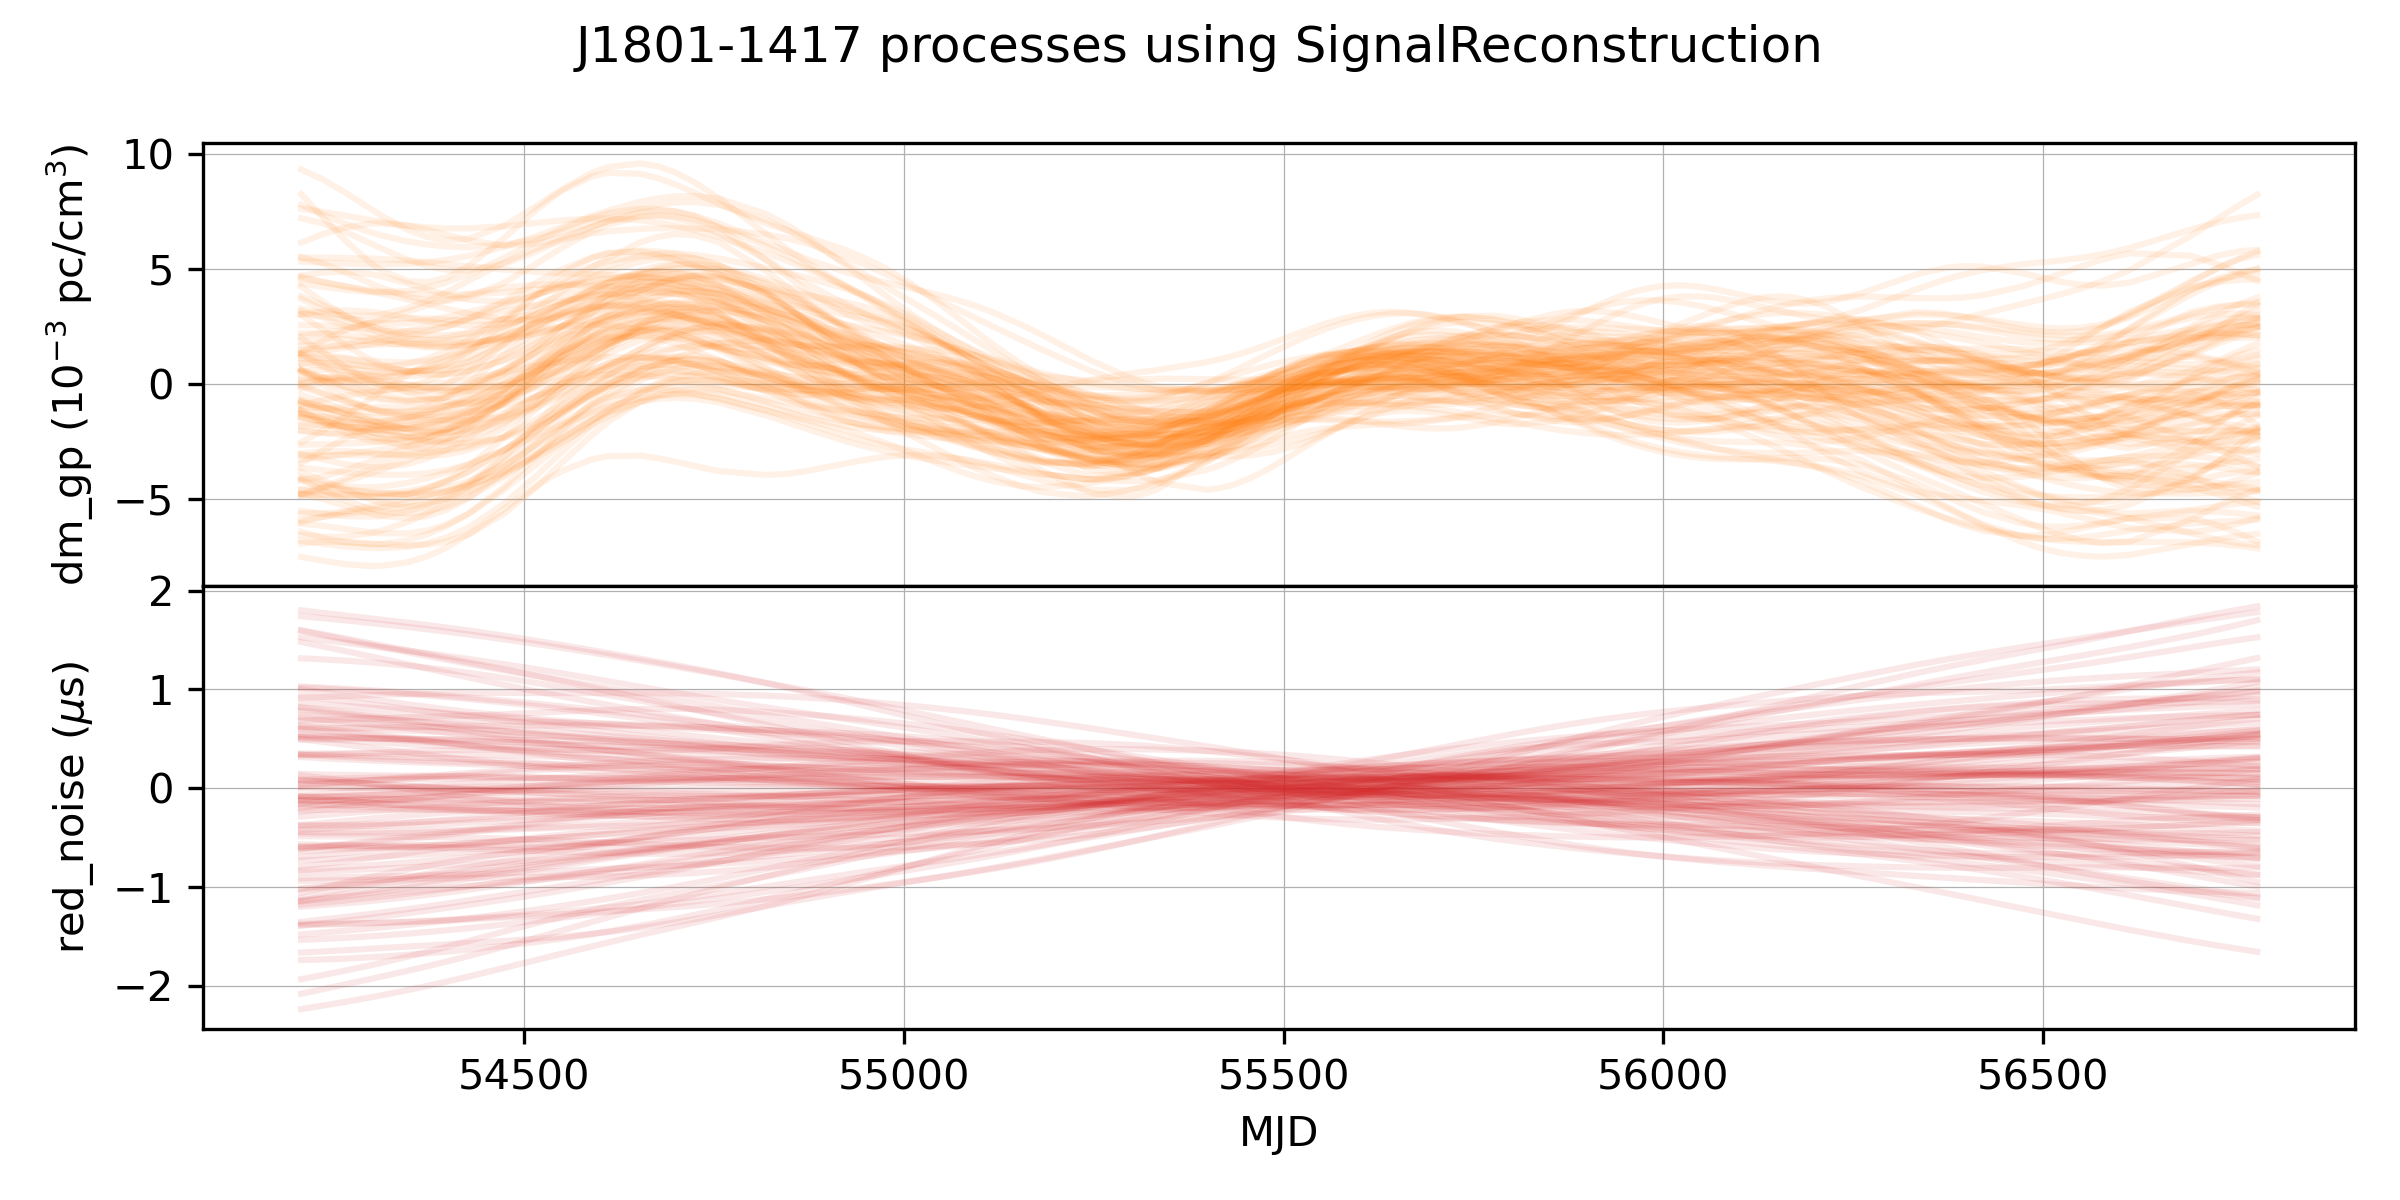 J1801-1417 processes using SignalReconstruction
dm_gp (10⁻³ pc/cm³)
10
5
0
−5
red_noise (μs)
2
1
0
−1
−2
54500 55000 55500 56000 56500
MJD